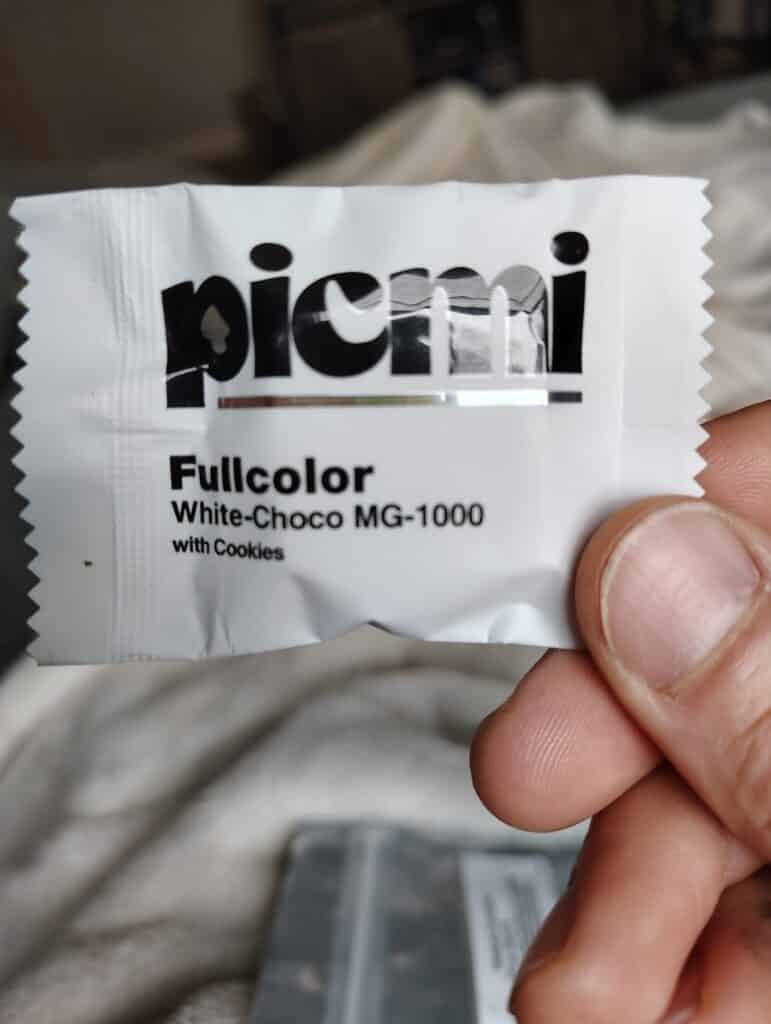 picmi
Fullcolor
White-Choco MG-1000
with Cookies